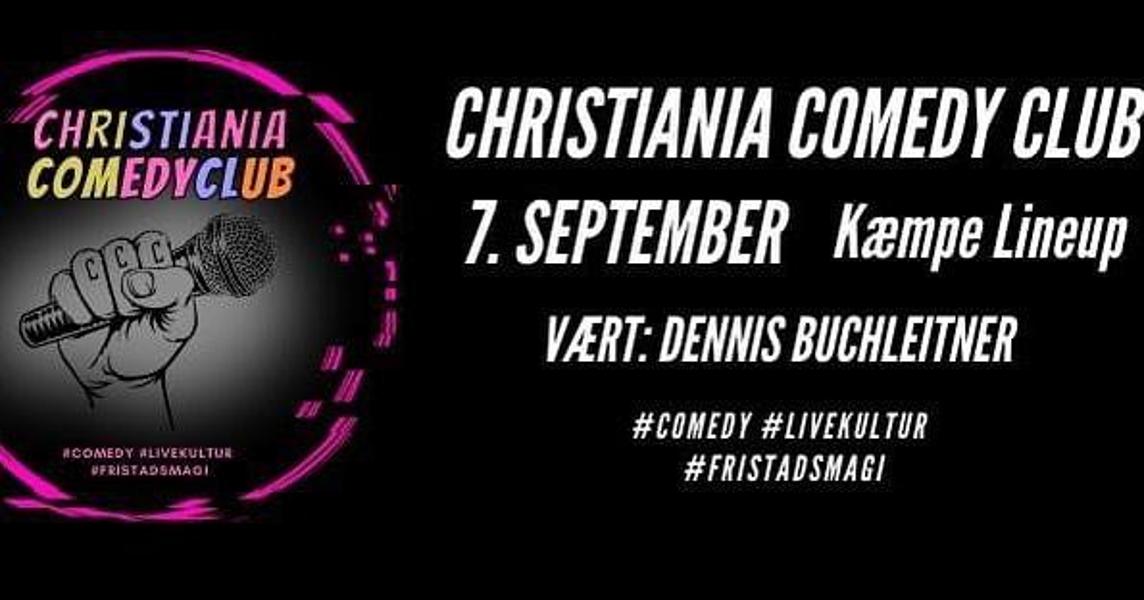 CHRISTIANIA
COMEDYCLUB
#COMEDY #LIVEKULTUR
#FRISTADSMAGI
CHRISTIANIA COMEDY CLUB
7. SEPTEMBER Kæmpe Lineup
VÆRT: DENNIS BUCHLEITNER
#COMEDY #LIVEKULTUR
#FRISTADSMAGI